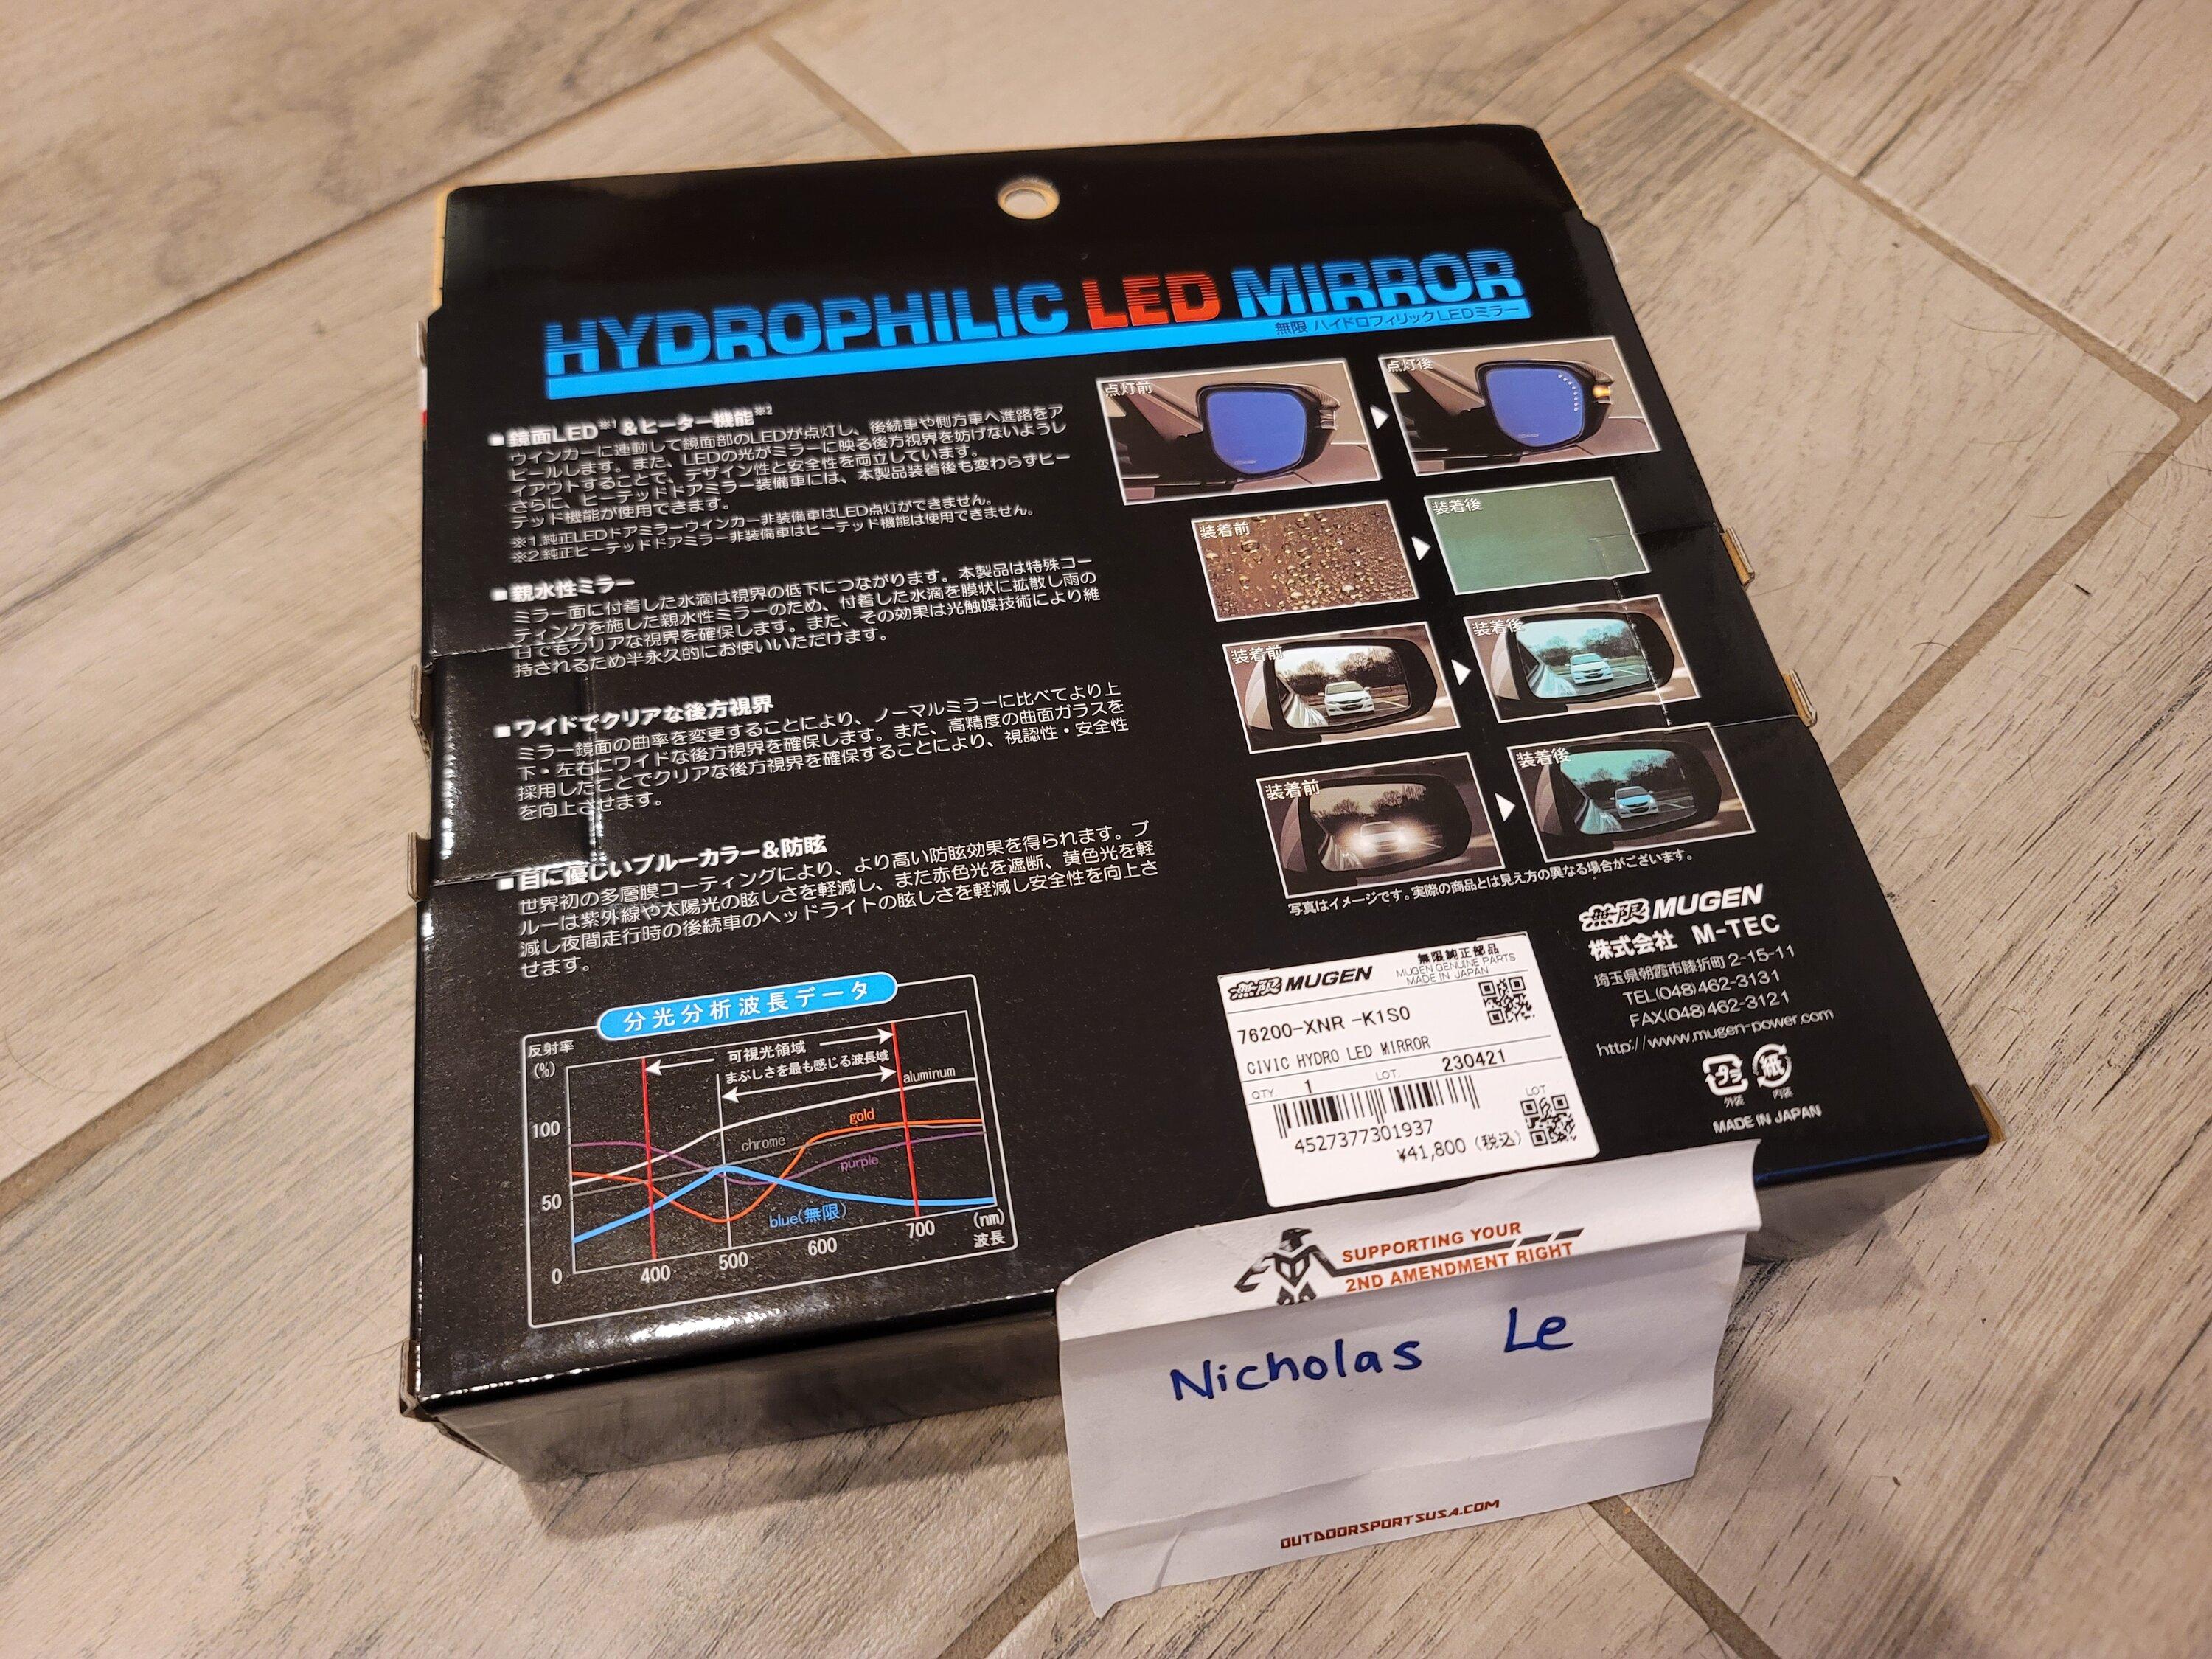 HYDROPHILIC LED MIRROR
無限 ハイドロフィリックLEDミラー
■鏡面LED※1&ヒーター機能※2
ウインカーに連動して鏡面部のLEDが点灯し、後続車や側方車へ進路をア
ピールします。また、LEDの光がミラーに映る後方視界を妨げないようレ
イアウトすることで、デザイン性と安全性を両立しています。
さらに、ヒーテッドドアミラー装備車には、本製品装着後も変わらずヒー
テッド機能が使用できます。
※1.純正LEDドアミラーウインカー非装備車はLED点灯ができません。
※2.純正ヒーテッドドアミラー非装備車はヒーテッド機能は使用できません。
■親水性ミラー
ミラー面に付着した水滴は視界の低下につながります。本製品は特殊コー
ティングを施した親水性ミラーのため、付着した水滴を膜状に拡散し雨の
日でもクリアな視界を確保します。また、その効果は光触媒技術により維
持されるため半永久的にお使いいただけます。
■ワイドでクリアな後方視界
ミラー鏡面の曲率を変更することにより、ノーマルミラーに比べてより上
下・左右にワイドな後方視界を確保します。また、高精度の曲面ガラスを
採用したことでクリアな後方視界を確保することにより、視認性・安全性
を向上させます。
■目に優しいブルーカラー&防眩
世界初の多層膜コーティングにより、より高い防眩効果を得られます。ブ
ルーは紫外線や太陽光の眩しさを軽減し、また赤色光を遮断、黄色光を軽
減し夜間走行時の後続車のヘッドライトの眩しさを軽減し安全性を向上さ
せます。
点灯前
点灯後
装着前
装着後
装着前
装着後
装着前
装着後
写真はイメージです。実際の商品とは見え方の異なる場合がございます。
分光分析波長データ
反射率
(%)
可視光領域
まぶしさを最も感じる波長域
aluminum
gold
chrome
purple
blue(無限)
100
50
0
400
500
600
700
(nm)
波長
無限 MUGEN
無限純正部品
MUGEN GENUINE PARTS
MADE IN JAPAN
76200-XNR -K1S0
CIVIC HYDRO LED MIRROR
QTY. 1 LOT. 230421
LOT
4527377301937
¥41,800 (税込)
無限 MUGEN
株式会社 M-TEC
埼玉県朝霞市膝折町 2-15-11
TEL(048)462-3131
FAX(048)462-3121
http://www.mugen-power.com
プラ
紙
外装
内装
MADE IN JAPAN
SUPPORTING YOUR
2ND AMENDMENT RIGHT
Nicholas Le
OUTDOORSPORTSUSA.COM